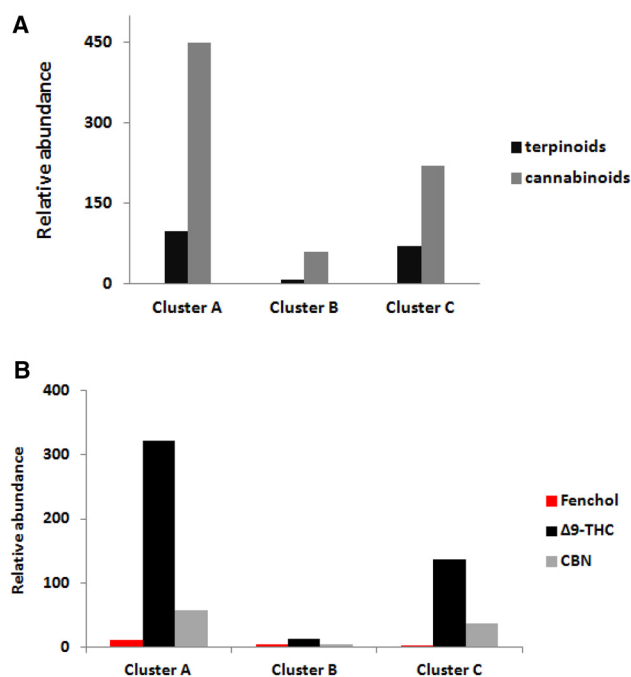 A
Relative abundance
450
300
150
0
Cluster A Cluster B Cluster C
terpinoids
cannabinoids
B
Relative abundance
400
300
200
100
0
Cluster A Cluster B Cluster C
Fenchol
Δ9-THC
CBN